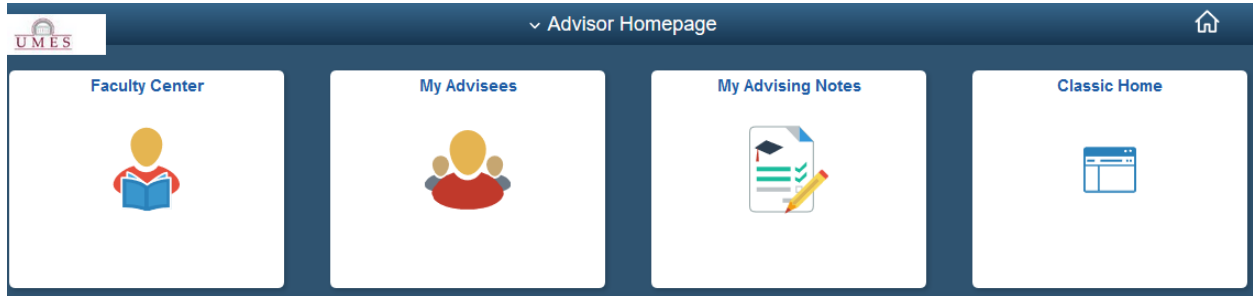 UMES
Advisor Homepage
Faculty Center
My Advisees
My Advising Notes
Classic Home